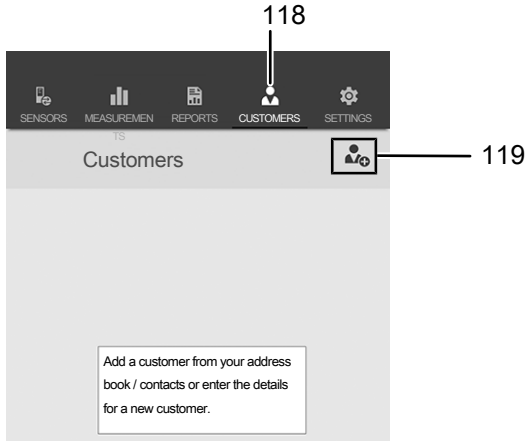 118
SENSORS MEASUREMEN REPORTS CUSTOMERS SETTINGS
TS
Customers
119
Add a customer from your address
book / contacts or enter the details
for a new customer.